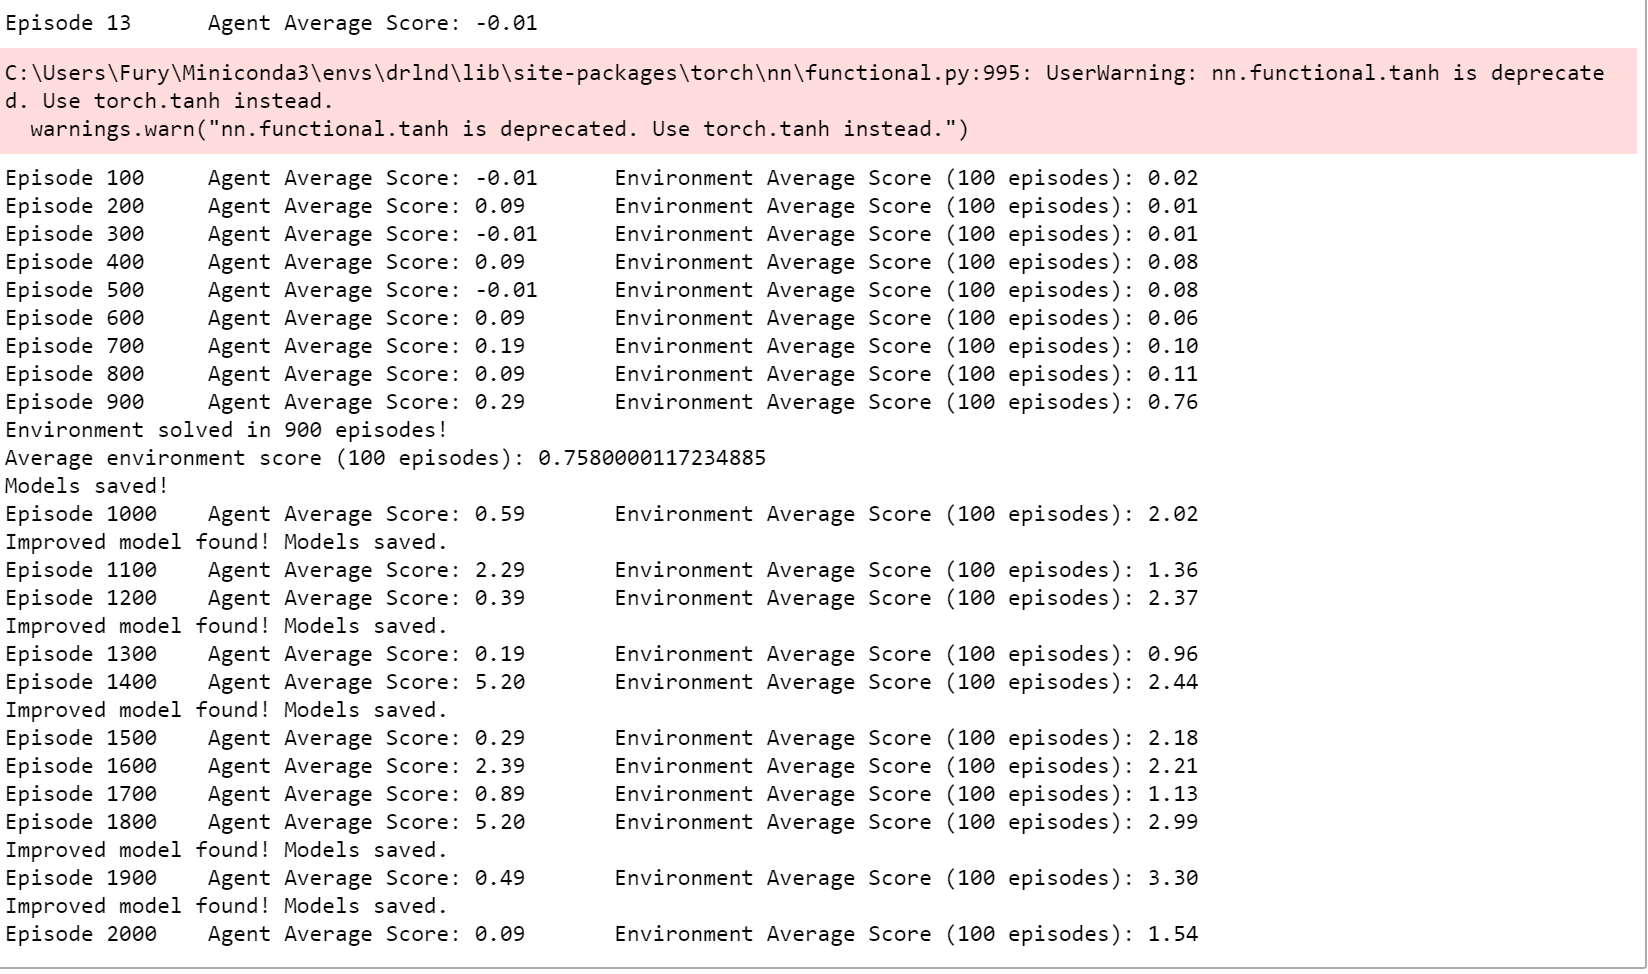 Episode 13      Agent Average Score: -0.01
C:\Users\Fury\Miniconda3\envs\drlnd\lib\site-packages\torch\nn\functional.py:995: UserWarning: nn.functional.tanh is deprecate
d. Use torch.tanh instead.
  warnings.warn("nn.functional.tanh is deprecated. Use torch.tanh instead.")
Episode 100     Agent Average Score: -0.01      Environment Average Score (100 episodes): 0.02
Episode 200     Agent Average Score: 0.09       Environment Average Score (100 episodes): 0.01
Episode 300     Agent Average Score: -0.01      Environment Average Score (100 episodes): 0.01
Episode 400     Agent Average Score: 0.09       Environment Average Score (100 episodes): 0.08
Episode 500     Agent Average Score: -0.01      Environment Average Score (100 episodes): 0.08
Episode 600     Agent Average Score: 0.09       Environment Average Score (100 episodes): 0.06
Episode 700     Agent Average Score: 0.19       Environment Average Score (100 episodes): 0.10
Episode 800     Agent Average Score: 0.09       Environment Average Score (100 episodes): 0.11
Episode 900     Agent Average Score: 0.29       Environment Average Score (100 episodes): 0.76
Environment solved in 900 episodes!
Average environment score (100 episodes): 0.7580000117234885
Models saved!
Episode 1000    Agent Average Score: 0.59       Environment Average Score (100 episodes): 2.02
Improved model found! Models saved.
Episode 1100    Agent Average Score: 2.29       Environment Average Score (100 episodes): 1.36
Episode 1200    Agent Average Score: 0.39       Environment Average Score (100 episodes): 2.37
Improved model found! Models saved.
Episode 1300    Agent Average Score: 0.19       Environment Average Score (100 episodes): 0.96
Episode 1400    Agent Average Score: 5.20       Environment Average Score (100 episodes): 2.44
Improved model found! Models saved.
Episode 1500    Agent Average Score: 0.29       Environment Average Score (100 episodes): 2.18
Episode 1600    Agent Average Score: 2.39       Environment Average Score (100 episodes): 2.21
Episode 1700    Agent Average Score: 0.89       Environment Average Score (100 episodes): 1.13
Episode 1800    Agent Average Score: 5.20       Environment Average Score (100 episodes): 2.99
Improved model found! Models saved.
Episode 1900    Agent Average Score: 0.49       Environment Average Score (100 episodes): 3.30
Improved model found! Models saved.
Episode 2000    Agent Average Score: 0.09       Environment Average Score (100 episodes): 1.54